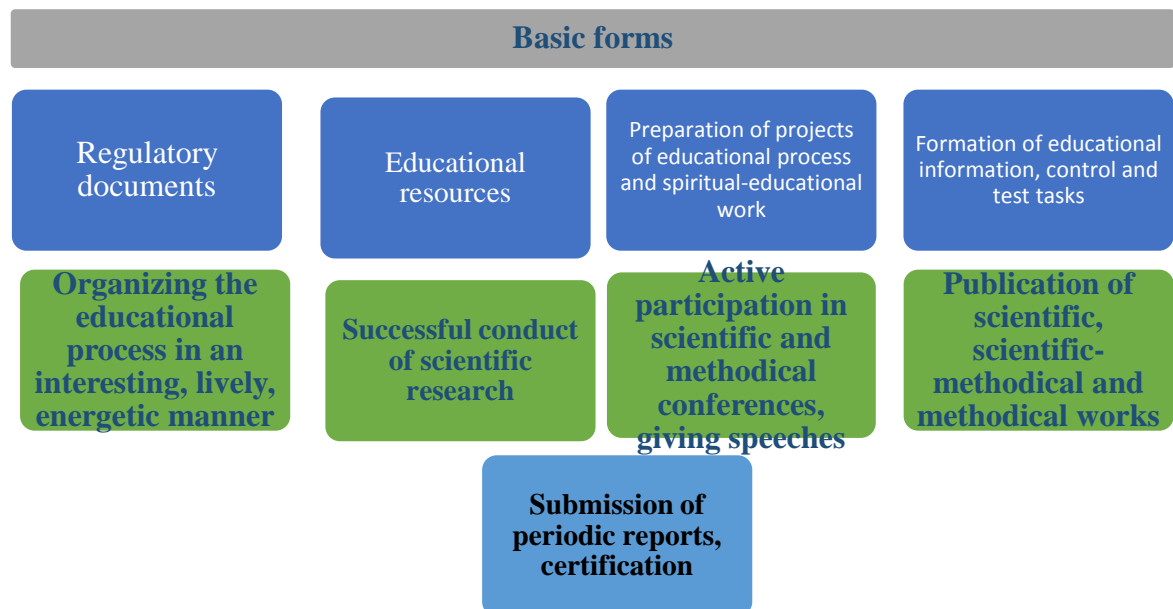 Basic forms
Regulatory
documents
Educational
resources
Preparation of projects
of educational process
and spiritual-educational
work
Formation of educational
information, control and
test tasks
Organizing the
educational
process in an
interesting, lively,
energetic manner
Successful conduct
of scientific
research
Active
participation in
scientific and
methodical
conferences,
giving speeches
Publication of
scientific,
scientific-
methodical and
methodical works
Submission of
periodic reports,
certification